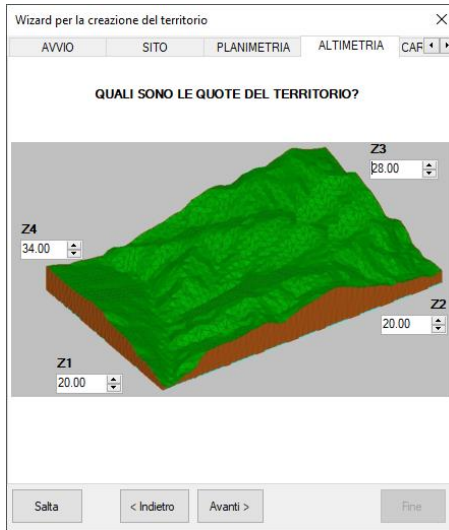 Wizard per la creazione del territorio
AVVIO SITO PLANIMETRIA ALTIMETRIA CAR
QUALI SONO LE QUOTE DEL TERRITORIO?
Z3
28.00
Z4
34.00
Z2
20.00
Z1
20.00
Salta < Indietro Avanti > Fine